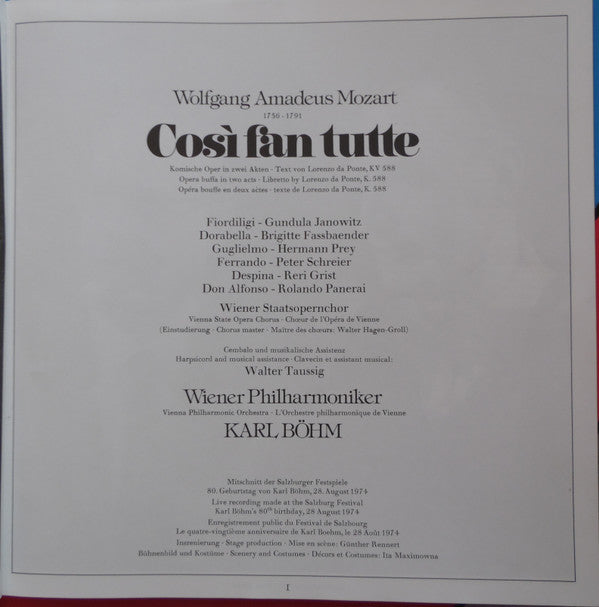 Wolfgang Amadeus Mozart
1756 - 1791
Così fan tutte
Komische Oper in zwei Akten · Text von Lorenzo da Ponte, KV 588
Opera buffa in two acts · Libretto by Lorenzo da Ponte, K. 588
Opéra bouffe en deux actes · texte de Lorenzo da Ponte, K. 588
Fiordiligi - Gundula Janowitz
Dorabella - Brigitte Fassbaender
Guglielmo - Hermann Prey
Ferrando - Peter Schreier
Despina - Reri Grist
Don Alfonso - Rolando Panerai
Wiener Staatsopernchor
Vienna State Opera Chorus · Chœur de l'Opéra de Vienne
(Einstudierung · Chorus master · Maître des chœurs: Walter Hagen-Groll)
Cembalo und musikalische Assistenz
Harpsicord and musical assistance · Clavecin et assistant musical:
Walter Taussig
Wiener Philharmoniker
Vienna Philharmonic Orchestra · L'Orchestre philharmonique de Vienne
KARL BÖHM
Mitschnitt der Salzburger Festspiele
80. Geburtstag von Karl Böhm, 28. August 1974
Live recording made at the Salzburg Festival
Karl Böhm's 80th birthday, 28 August 1974
Enregistrement public du Festival de Salzbourg
Le quatre-vingtième anniversaire de Karl Boehm, le 28 Août 1974
Inszenierung · Stage production · Mise en scène: Günther Rennert
Bühnenbild und Kostüme · Scenery and Costumes · Décors et Costumes: Ita Maximowna
1